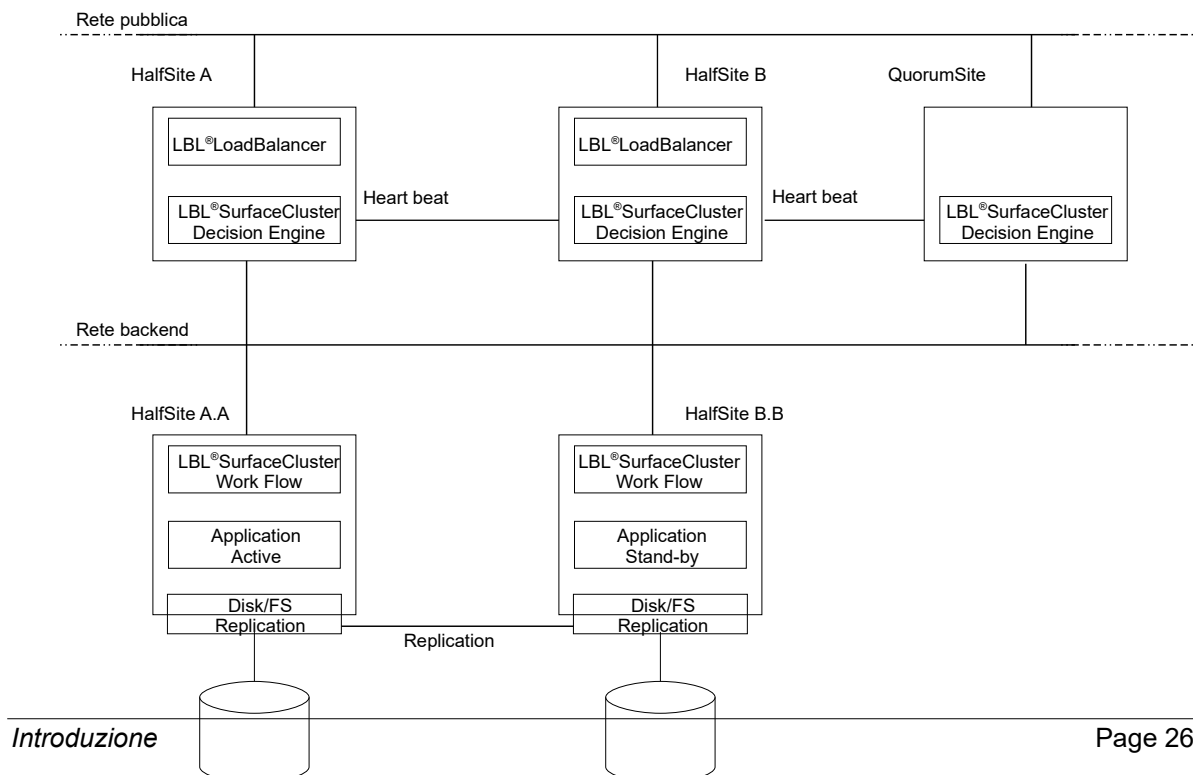 Rete pubblica
HalfSite A
HalfSite B
QuorumSite
LBL®LoadBalancer
LBL®LoadBalancer
Heart beat
Heart beat
LBL®SurfaceCluster
Decision Engine
LBL®SurfaceCluster
Decision Engine
LBL®SurfaceCluster
Decision Engine
Rete backend
HalfSite A.A
HalfSite B.B
LBL®SurfaceCluster
Work Flow
LBL®SurfaceCluster
Work Flow
Application
Active
Application
Stand-by
Disk/FS
Replication
Disk/FS
Replication
Replication
Introduzione
Page 26